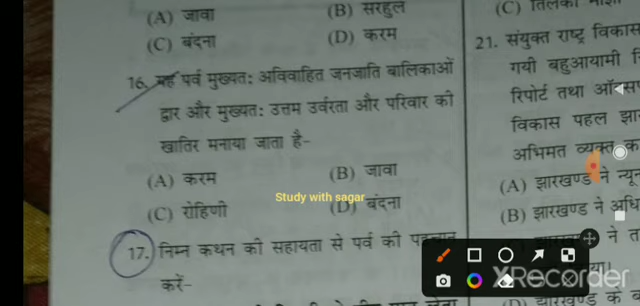 (A) जावा
(B) सरहुल
(C) बंदना
(D) करम
16. यह पर्व मुख्यत: अविवाहित जनजाति बालिकाओं
द्वार और मुख्यत: उत्तम उर्वरता और परिवार की
खातिर मनाया जाता है-
(A) करम
(B) जावा
(C) रोहिणी
(D) बंदना
Study with sagar
17. निम्न कथन की सहायता से पर्व की पहचान
करें-
(C)
21. संयुक्त राष्ट्र विकास
गयी बहुआयामी
रिपोर्ट तथा
विकास पहल
अभिमत व्यक्त
(A) झारखण्ड ने
(B) झारखण्ड ने
ने
XRecorder